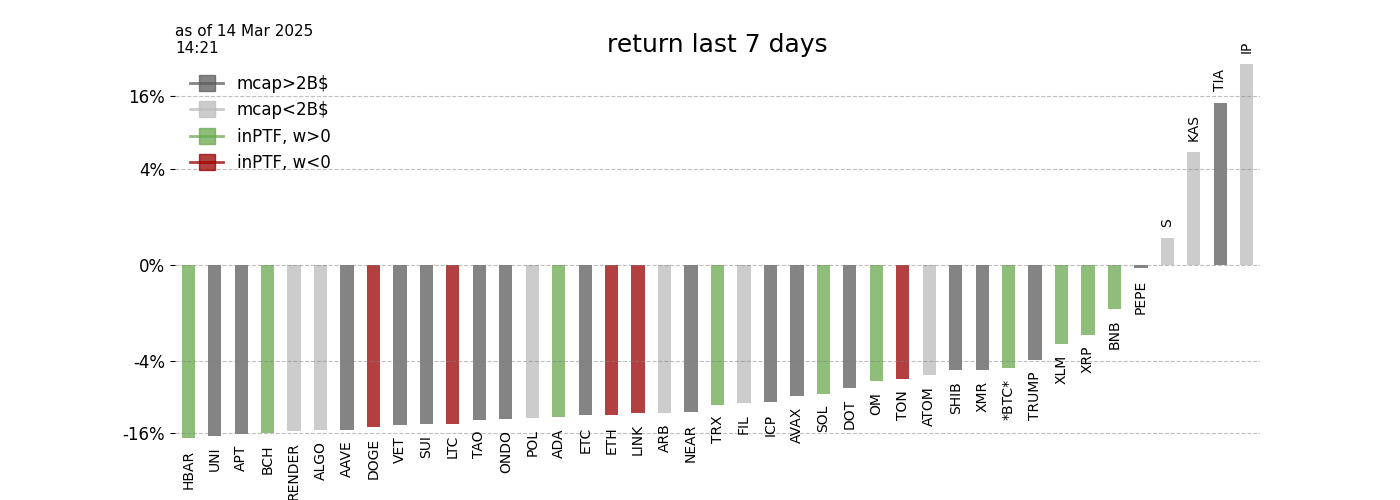 as of 14 Mar 2025
14:21
return last 7 days
mcap>2B$
mcap<2B$
inPTF, w>0
inPTF, w<0
16%
4%
0%
-4%
-16%
HBAR
UNI
APT
BCH
RENDER
ALGO
AAVE
DOGE
VET
SUI
LTC
TAO
ONDO
POL
ADA
ETC
ETH
LINK
ARB
NEAR
TRX
FIL
ICP
AVAX
SOL
DOT
OM
TON
ATOM
SHIB
XMR
*BTC*
TRUMP
XLM
XRP
BNB
PEPE
S
KAS
TIA
IP